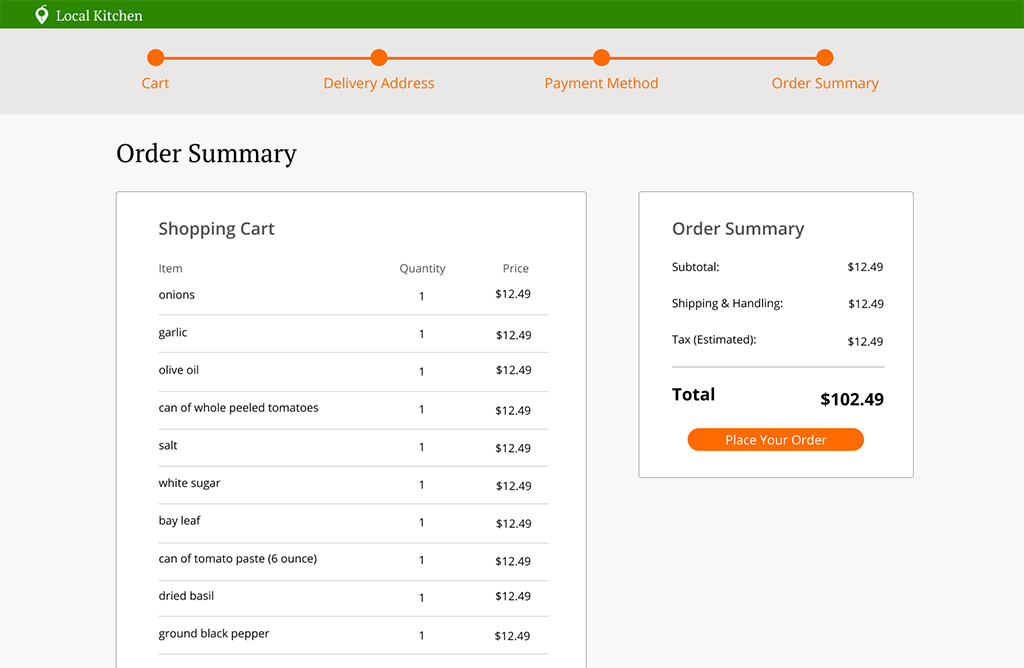 Local Kitchen
Cart Delivery Address Payment Method Order Summary
Order Summary
Shopping Cart
Item Quantity Price
onions 1 $12.49
garlic 1 $12.49
olive oil 1 $12.49
can of whole peeled tomatoes 1 $12.49
salt 1 $12.49
white sugar 1 $12.49
bay leaf 1 $12.49
can of tomato paste (6 ounce) 1 $12.49
dried basil 1 $12.49
ground black pepper 1 $12.49
Order Summary
Subtotal: $12.49
Shipping & Handling: $12.49
Tax (Estimated): $12.49
Total $102.49
Place Your Order